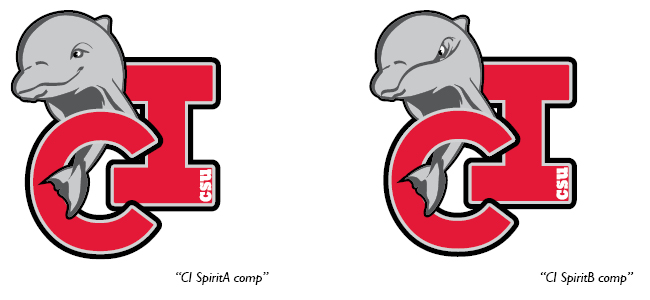 CI
csu
CI
csu
“CI SpiritA comp”
“CI SpiritB comp”